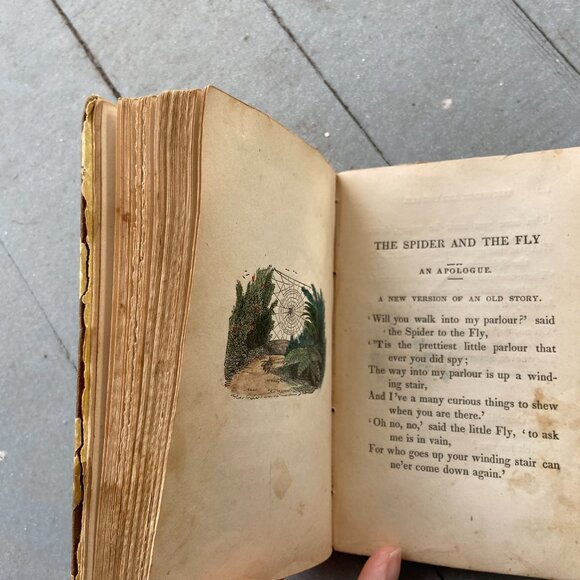 THE SPIDER AND THE FLY
AN APOLOGUE.
A NEW VERSION OF AN OLD STORY.
'Will you walk into my parlour?' said
the Spider to the Fly,
'’Tis the prettiest little parlour that
ever you did spy;
The way into my parlour is up a wind-
ing stair,
And I've a many curious things to shew
when you are there.'
'Oh no, no,' said the little Fly, 'to ask
me is in vain,
For who goes up your winding stair can
ne'er come down again.'